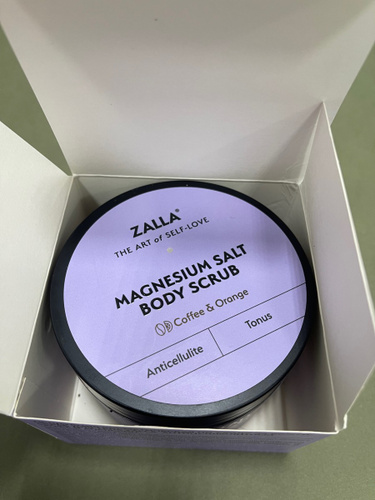 ZALLA®
THE ART of SELF-LOVE
MAGNESIUM SALT
BODY SCRUB
Coffee & Orange
Anticellulite
Tonus